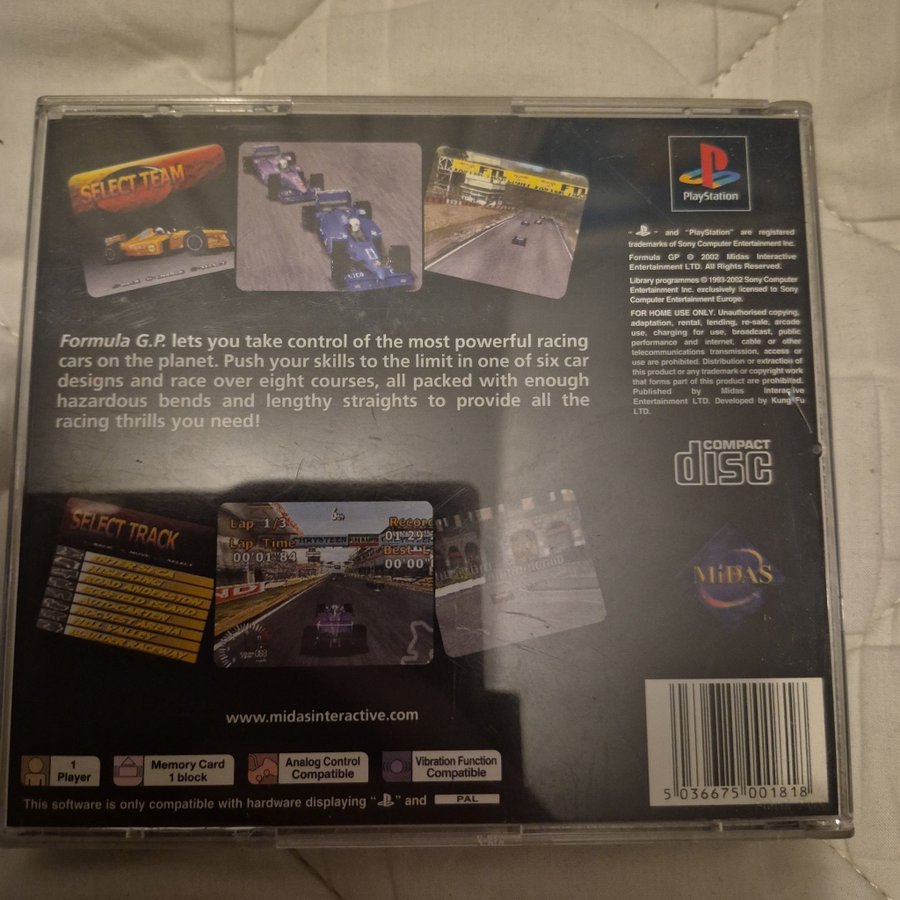 SELECT TEAM
PlayStation
"PS" and "PlayStation" are registered
trademarks of Sony Computer Entertainment Inc.
Formula GP © 2002 Midas Interactive
Entertainment LTD. All Rights Reserved.
Library programmes © 1993-2002 Sony Computer
Entertainment Inc. exclusively licensed to Sony
Computer Entertainment Europe.
FOR HOME USE ONLY. Unauthorised copying,
adaptation, rental, lending, re-sale, arcade
use, charging for use, broadcast, public
performance and internet, cable or other
telecommunications transmission, access or
use are prohibited. Distribution or extraction of
this product or any trademark or copyright work
that forms part of this product are prohibited.
Published by Midas Interactive
Entertainment LTD. Developed by Kung Fu
LTD.
Formula G.P. lets you take control of the most powerful racing
cars on the planet. Push your skills to the limit in one of six car
designs and race over eight courses, all packed with enough
hazardous bends and lengthy straights to provide all the
racing thrills you need!
COMPACT
disc
SELECT TRACK
AUTOCARVEN
HILL VALLEY
Lap 1/3
6th
Record
Lap Time
00'01"84
01'29"
Best L
00'00"
MiDAS
www.midasinteractive.com
1
Player
Memory Card
1 block
Analog Control
Compatible
Vibration Function
Compatible
This software is only compatible with hardware displaying "PS" and PAL
5 036675 001818